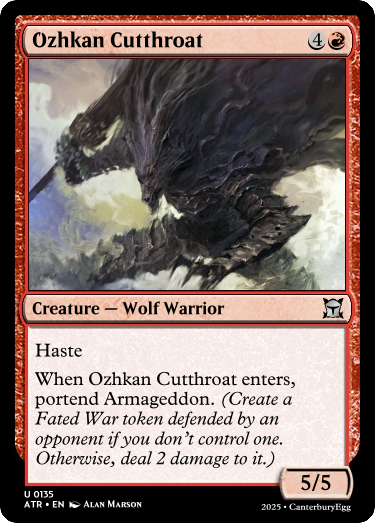 Ozhkan Cutthroat 4
Creature — Wolf Warrior
Haste
When Ozhkan Cutthroat enters,
portend Armageddon. (Create a
Fated War token defended by an
opponent if you don't control one.
Otherwise, deal 2 damage to it.)
5/5
U 0135
ATR • EN Alan Marson
2025 • CanterburyEgg